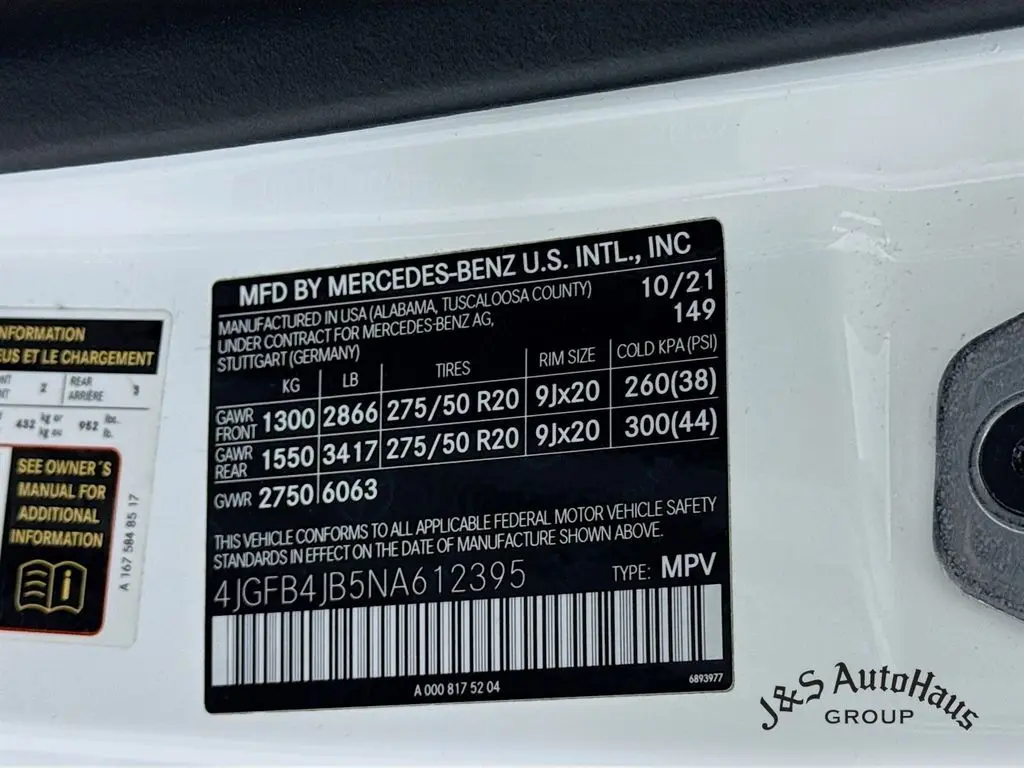 MFD BY MERCEDES-BENZ U.S. INTL., INC
MANUFACTURED IN USA (ALABAMA, TUSCALOOSA COUNTY) 10/21
UNDER CONTRACT FOR MERCEDES-BENZ AG, 149
STUTTGART (GERMANY)
KG LB TIRES RIM SIZE COLD KPA (PSI)
GAWR FRONT 1300 2866 275/50 R20 9Jx20 260(38)
GAWR REAR 1550 3417 275/50 R20 9Jx20 300(44)
GVWR 2750 6063
THIS VEHICLE CONFORMS TO ALL APPLICABLE FEDERAL MOTOR VEHICLE SAFETY
STANDARDS IN EFFECT ON THE DATE OF MANUFACTURE SHOWN ABOVE.
4JGFB4JB5NA612395 TYPE: MPV
A 000 817 52 04 6893977
NFORMATION
EUS ET LE CHARGEMENT
2 REAR ARRIÈRE 3
432 kg or kg ou 952 lbs. lb.
SEE OWNER'S
MANUAL FOR
ADDITIONAL
INFORMATION
A 167 584 85 17
J&S AutoHaus
GROUP